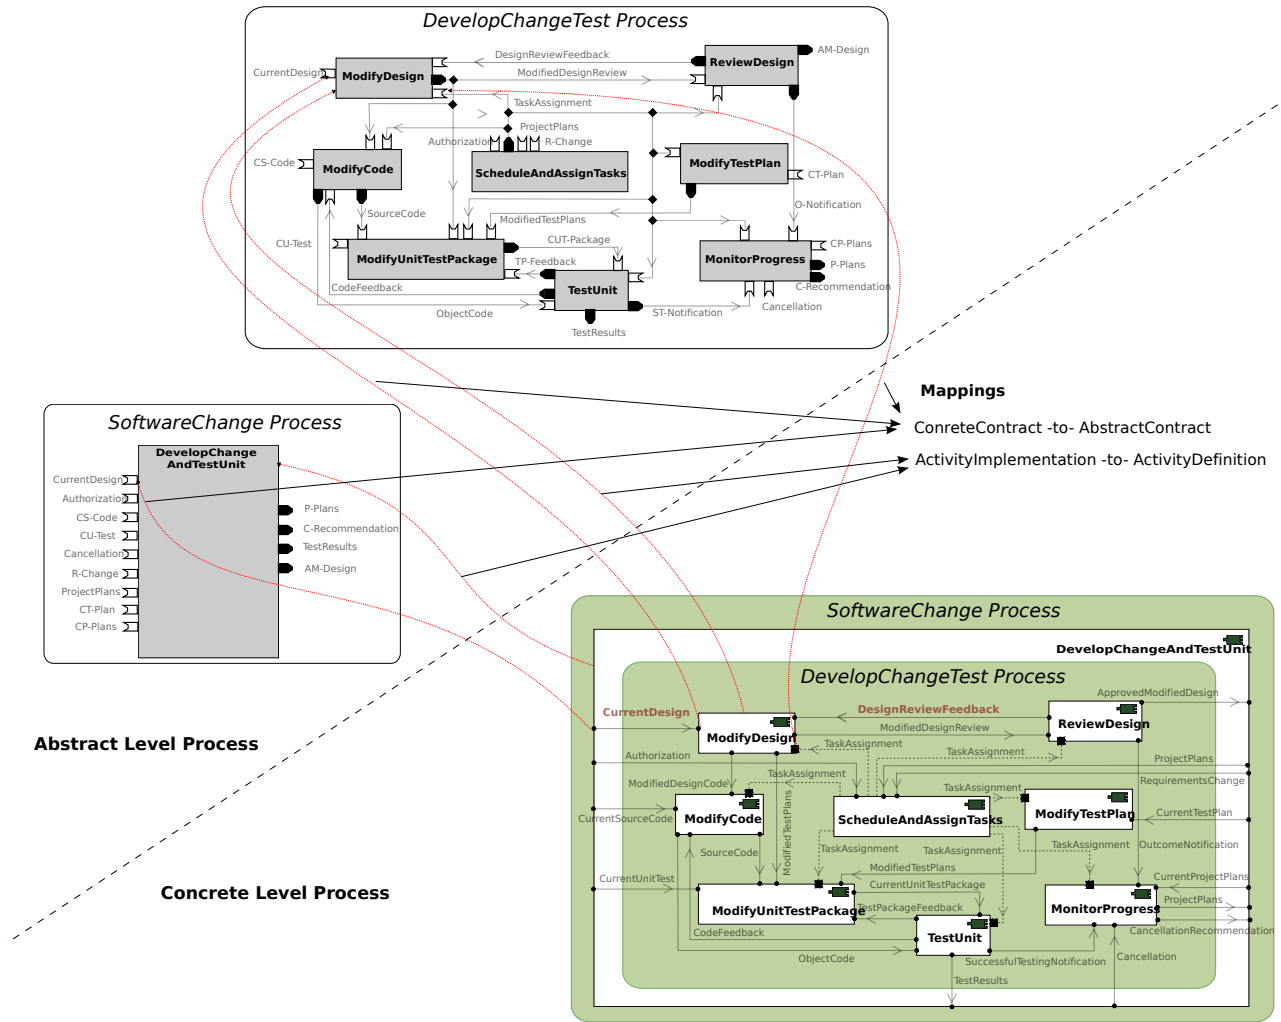 DevelopChangeTest Process
DesignReviewFeedback
AM-Design
ReviewDesign
CurrentDesign
ModifyDesign
ModifiedDesignReview
TaskAssignment
ProjectPlans
Authorization
R-Change
CS-Code
ModifyCode
ScheduleAndAssignTasks
ModifyTestPlan
CT-Plan
SourceCode
ModifiedTestPlans
O-Notification
CU-Test
CUT-Package
CP-Plans
ModifyUnitTestPackage
TP-Feedback
MonitorProgress
P-Plans
CodeFeedback
TestUnit
C-Recommendation
ObjectCode
ST-Notification
Cancellation
TestResults
Mappings
ConreteContract -to- AbstractContract
ActivityImplementation -to- ActivityDefinition
SoftwareChange Process
DevelopChange
AndTestUnit
CurrentDesign
Authorization
CS-Code
CU-Test
Cancellation
R-Change
ProjectPlans
CT-Plan
CP-Plans
P-Plans
C-Recommendation
TestResults
AM-Design
Abstract Level Process
Concrete Level Process
SoftwareChange Process
DevelopChangeAndTestUnit
DevelopChangeTest Process
ApprovedModifiedDesign
CurrentDesign
DesignReviewFeedback
ModifyDesign
ModifiedDesignReview
ReviewDesign
TaskAssignment
TaskAssignment
Authorization
ProjectPlans
TaskAssignment
RequirementsChange
ModifiedDesignCode
TaskAssignment
ModifiedTestPlans
CurrentSourceCode
ModifyCode
ScheduleAndAssignTasks
ModifyTestPlan
CurrentTestPlan
SourceCode
TaskAssignment
TaskAssignment
TaskAssignment
OutcomeNotification
ModifiedTestPlans
CurrentUnitTest
CurrentUnitTestPackage
CurrentProjectPlans
ModifyUnitTestPackage
TestPackageFeedback
MonitorProgress
ProjectPlans
CodeFeedback
TestUnit
CancellationRecommendation
ObjectCode
SuccessfulTestingNotification
Cancellation
TestResults